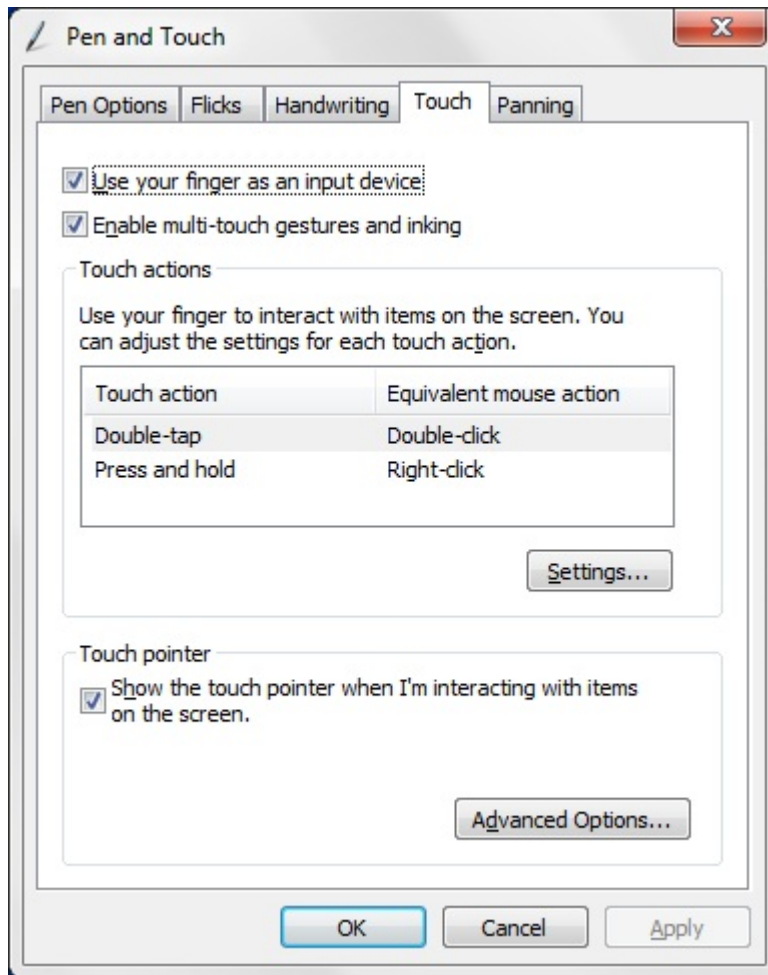 Pen and Touch
Pen Options Flicks Handwriting Touch Panning
Use your finger as an input device
Enable multi-touch gestures and inking
Touch actions
Use your finger to interact with items on the screen. You
can adjust the settings for each touch action.
Touch action Equivalent mouse action
Double-tap Double-click
Press and hold Right-click
Settings...
Touch pointer
Show the touch pointer when I'm interacting with items
on the screen.
Advanced Options...
OK Cancel Apply